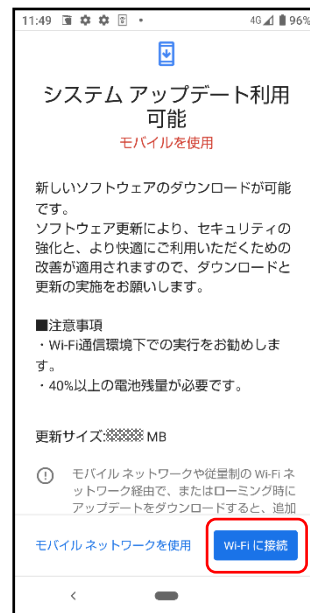 11:49 4G 96%
システム アップデート利用
可能
モバイルを使用
新しいソフトウェアのダウンロードが可能
です。
ソフトウェア更新により、セキュリティの
強化と、より快適にご利用いただくための
改善が適用されますので、ダウンロードと
更新の実施をお願いします。
■注意事項
・Wi-Fi通信環境下での実行をお勧めしま
す。
・40%以上の電池残量が必要です。
更新サイズ: MB
モバイル ネットワークや従量制の Wi-Fi ネ
ットワーク経由で、またはローミング時に
アップデートをダウンロードすると、追加
モバイル ネットワークを使用 Wi-Fi に接続